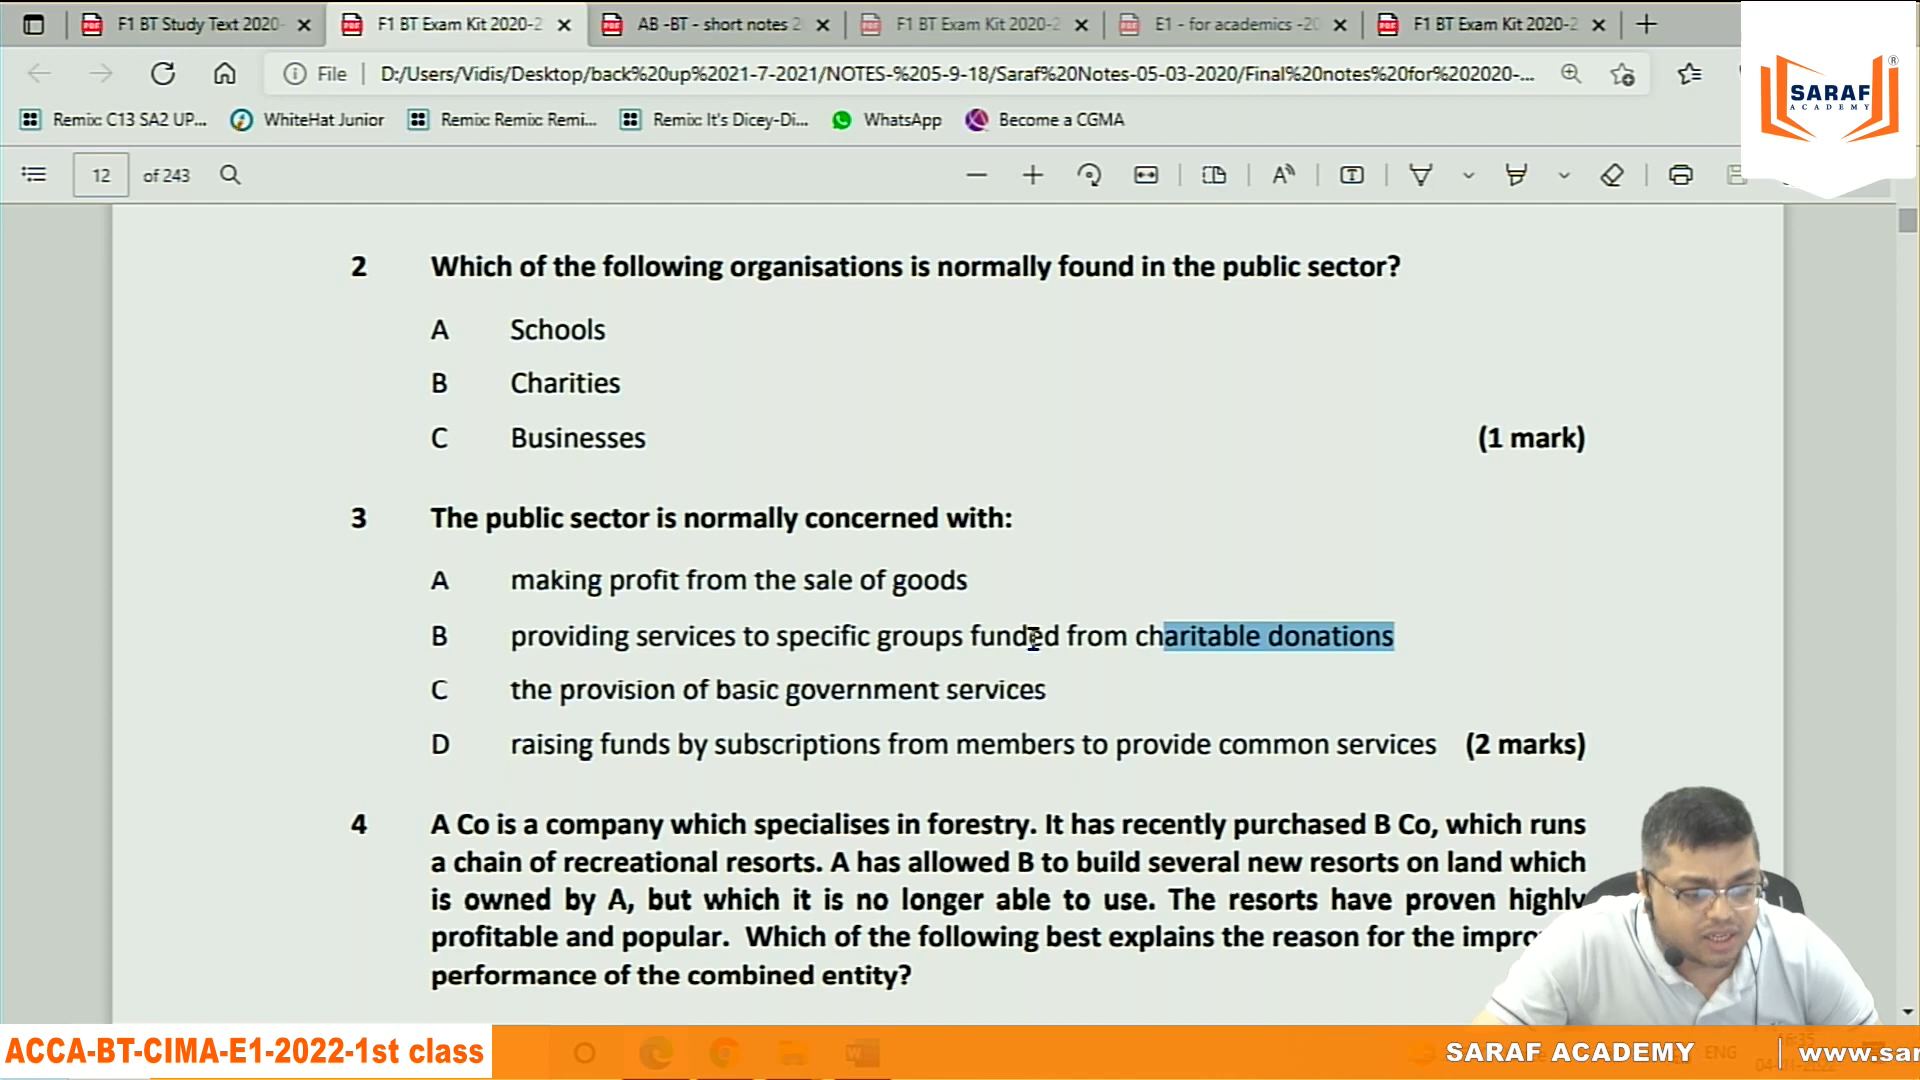 F1 BT Study Text 2020-
F1 BT Exam Kit 2020-2
AB -BT - short notes 2
F1 BT Exam Kit 2020-2
E1 - for academics -20
F1 BT Exam Kit 2020-2
File
D:/Users/Vidis/Desktop/back%20up%2021-7-2021/NOTES-%205-9-18/Saraf%20Notes-05-03-2020/Final%20notes%20for%202020-...
SARAF
ACADEMY
®
Remix: C13 SA2 UP...
WhiteHat Junior
Remix: Remix: Remi...
Remix: It's Dicey-Di...
WhatsApp
Become a CGMA
12 of 243
2 Which of the following organisations is normally found in the public sector?
A Schools
B Charities
C Businesses (1 mark)
3 The public sector is normally concerned with:
A making profit from the sale of goods
B providing services to specific groups funded from charitable donations
C the provision of basic government services
D raising funds by subscriptions from members to provide common services (2 marks)
4 A Co is a company which specialises in forestry. It has recently purchased B Co, which runs
a chain of recreational resorts. A has allowed B to build several new resorts on land which
is owned by A, but which it is no longer able to use. The resorts have proven highly
profitable and popular. Which of the following best explains the reason for the impro
performance of the combined entity?
ACCA-BT-CIMA-E1-2022-1st class
SARAF ACADEMY | www.sar
ENG